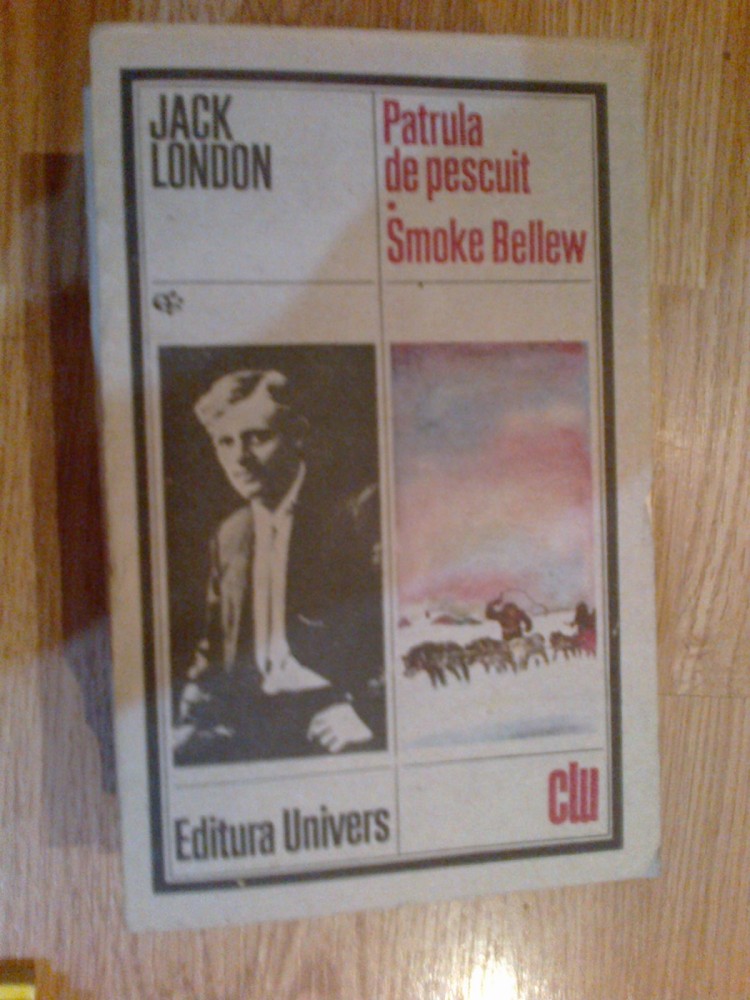 JACK
LONDON
Patrula
de pescuit
•
Smoke Bellew
Editura Univers
clu